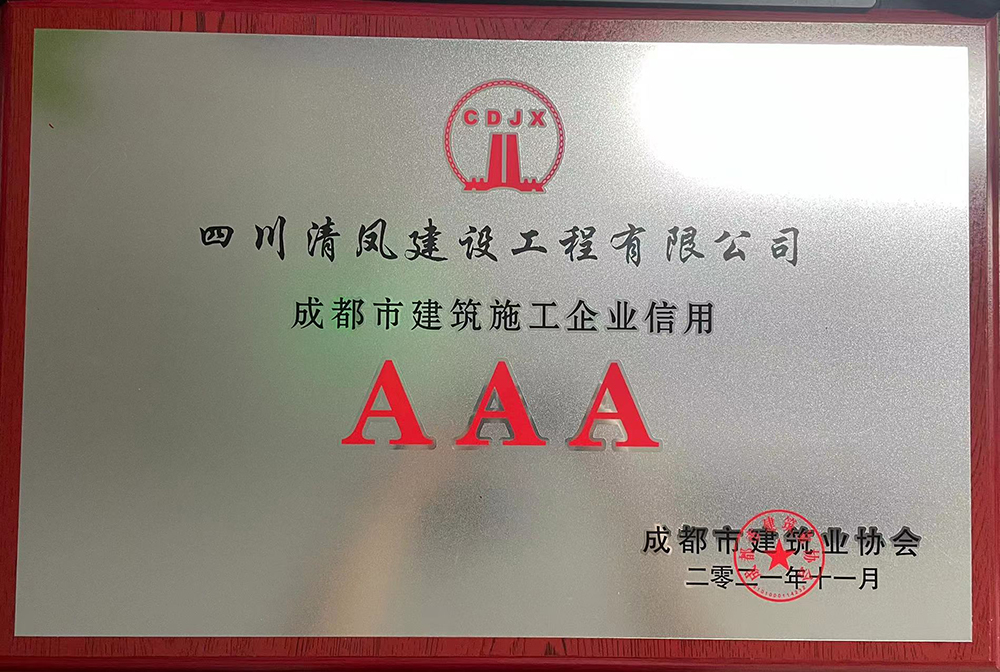 CDJX
四川清凤建设工程有限公司
成都市建筑施工企业信用
AAA
成都市建筑业协会
二零二一年十一月